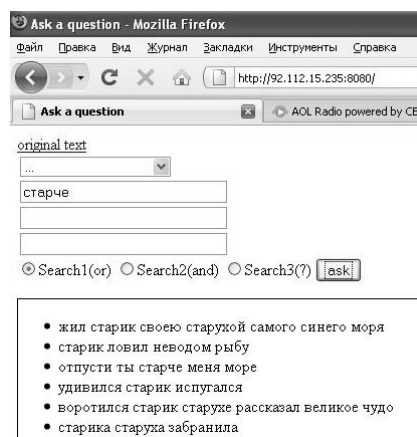 Ask a question - Mozilla Firefox
Файл Правка Вид Журнал Закладки Инструменты Справка
http://92.112.15.235:8080/
Ask a question AOL Radio powered by CE
original text
...
старче
Search1(or) Search2(and) Search3(?) ask
жил старик своею старухой самого синего моря
старик ловил неводом рыбу
отпусти ты старче меня море
удивился старик испугался
воротился старик старухе рассказал великое чудо
старика старуха забранила